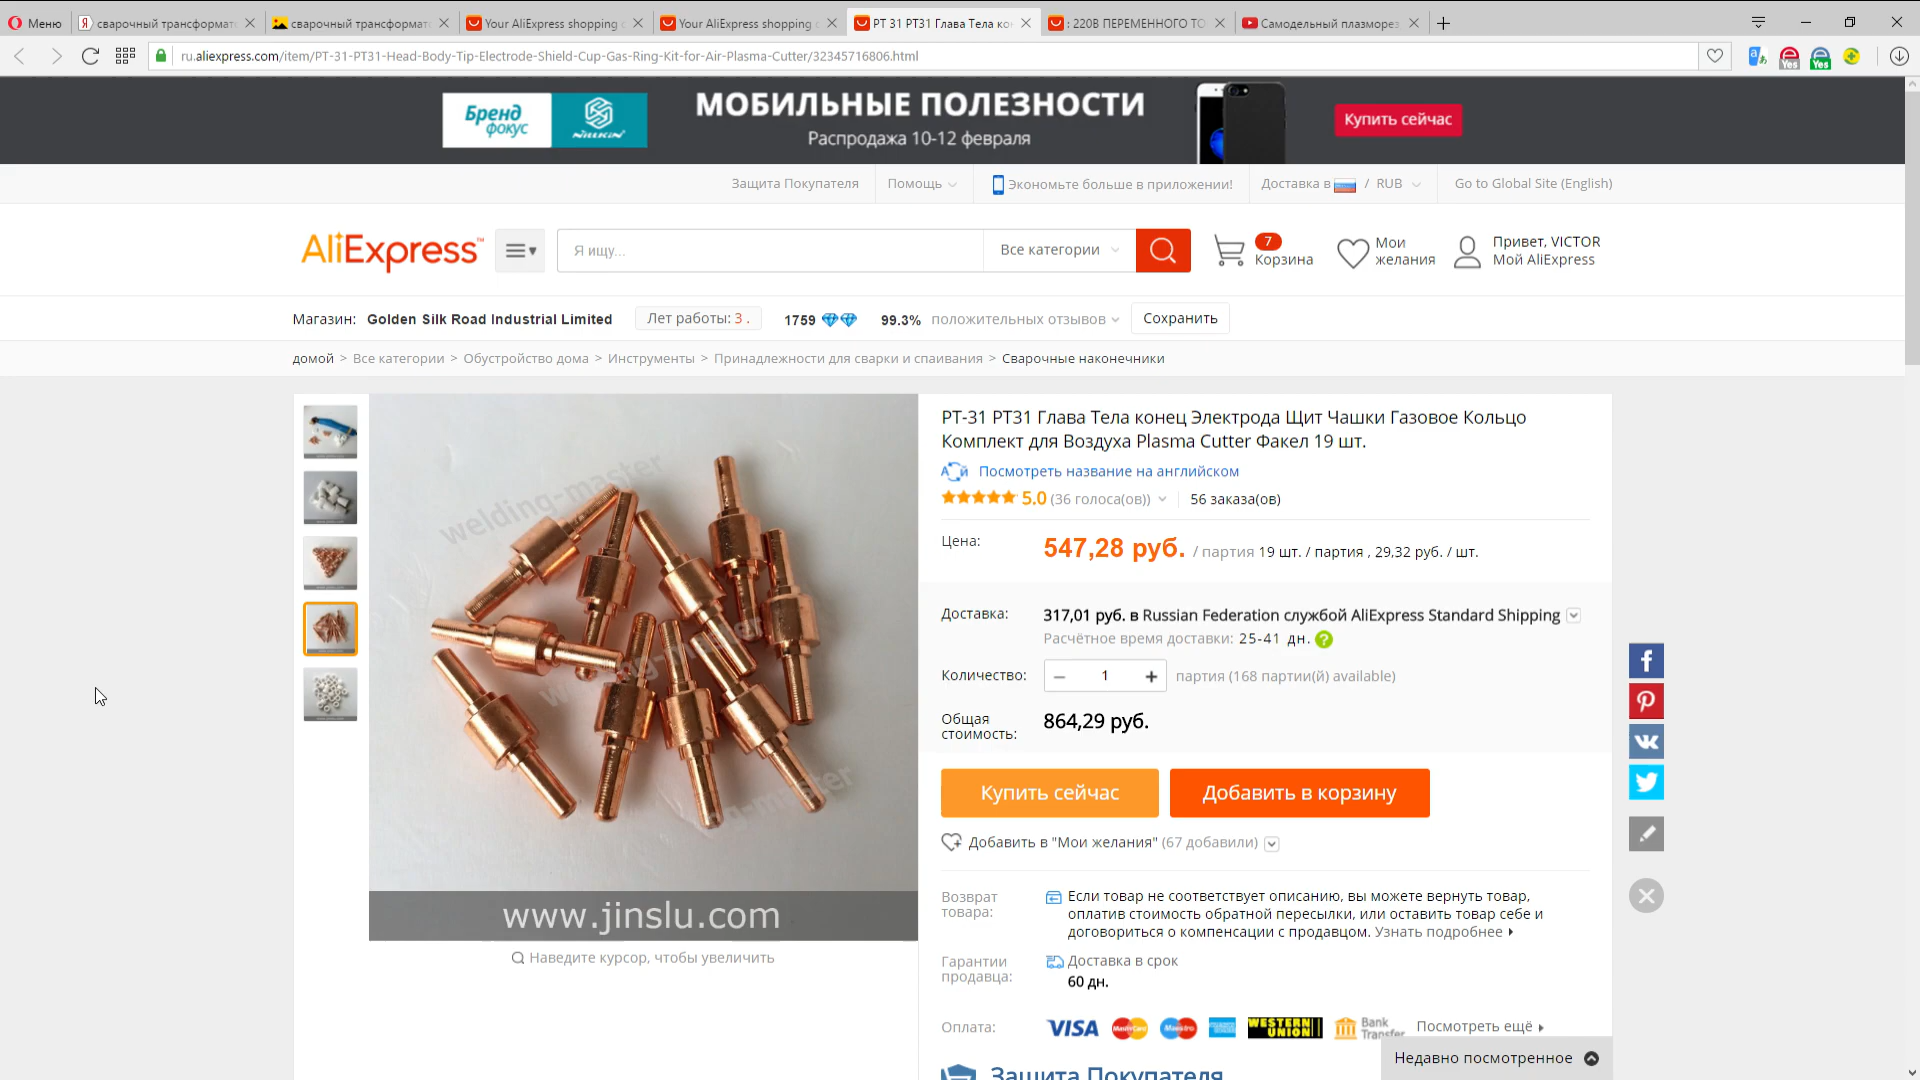 Меню
сварочный трансформат
сварочный трансформат
Your AliExpress shopping
Your AliExpress shopping
PT 31 PT31 Глава Тела ко
: 220В ПЕРЕМЕННОГО ТО
Самодельный плазморез
ru.aliexpress.com/item/PT-31-PT31-Head-Body-Tip-Electrode-Shield-Cup-Gas-Ring-Kit-for-Air-Plasma-Cutter/32345716806.html
Yes
Yes
Бренд фокус
NILLKIN
МОБИЛЬНЫЕ ПОЛЕЗНОСТИ
Распродажа 10-12 февраля
Купить сейчас
Защита Покупателя
Помощь
Экономьте больше в приложении!
Доставка в / RUB
Go to Global Site (English)
AliExpress™
Я ищу...
Все категории
7
Корзина
Мои желания
Привет, VICTOR
Мой AliExpress
Магазин: Golden Silk Road Industrial Limited
Лет работы: 3 .
1759
99.3% положительных отзывов
Сохранить
домой > Все категории > Обустройство дома > Инструменты > Принадлежности для сварки и спаивания > Сварочные наконечники
welding-master
welding-master
www.jinslu.com
Наведите курсор, чтобы увеличить
PT-31 PT31 Глава Тела конец Электрода Щит Чашки Газовое Кольцо
Комплект для Воздуха Plasma Cutter Факел 19 шт.
Посмотреть название на английском
5.0 (36 голоса(ов))
56 заказа(ов)
Цена:
547,28 руб. / партия 19 шт. / партия , 29,32 руб. / шт.
Доставка:
317,01 руб. в Russian Federation службой AliExpress Standard Shipping
Расчётное время доставки: 25-41 дн. ?
Количество:
− 1 +
партия (168 партии(й) available)
Общая стоимость:
864,29 руб.
Купить сейчас
Добавить в корзину
Добавить в "Мои желания" (67 добавили)
Возврат товара:
Если товар не соответствует описанию, вы можете вернуть товар,
оплатив стоимость обратной пересылки, или оставить товар себе и
договориться о компенсации с продавцом. Узнать подробнее
Гарантии продавца:
Доставка в срок
60 дн.
Оплата:
VISA
MasterCard
Maestro
WESTERN UNION
Bank Transfer
Посмотреть ещё
Недавно посмотренное
Защита Покупателя